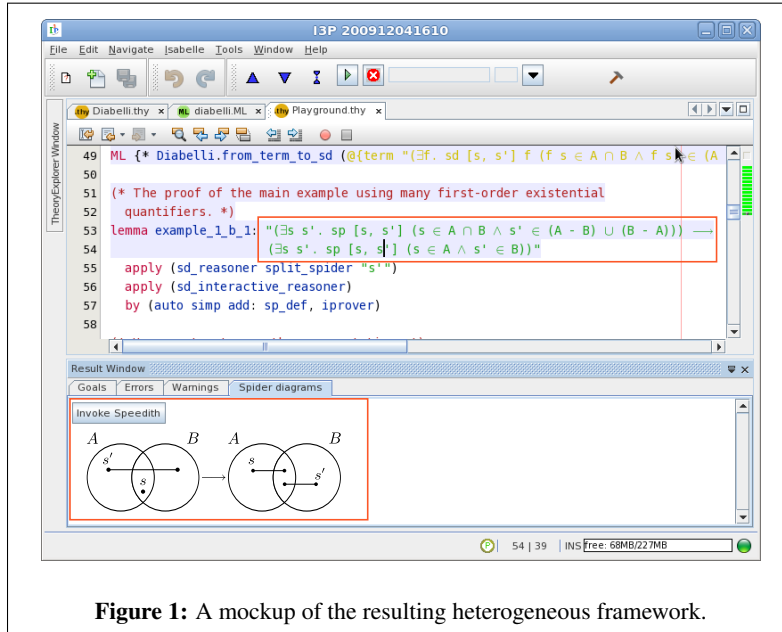 I3P 200912041610
File Edit Navigate Isabelle Tools Window Help
Diabelli.thy × diabelli.ML × Playground.thy ×
TheoryExplorer Window
49 ML {* Diabelli.from_term_to_sd (@{term "(∃f. sd [s, s'] f (f s ∈ A ∩ B ∧ f s ∈ (A
50
51 (* The proof of the main example using many first-order existential
52 quantifiers. *)
53 lemma example_1_b_1: "(∃s s'. sp [s, s'] (s ∈ A ∩ B ∧ s' ∈ (A - B) ∪ (B - A))) ⟶
54 (∃s s'. sp [s, s'] (s ∈ A ∧ s' ∈ B))"
55 apply (sd_reasoner split_spider "s'")
56 apply (sd_interactive_reasoner)
57 by (auto simp add: sp_def, iprover)
58
Result Window
Goals Errors Warnings Spider diagrams
Invoke Speedith
A B A B
s' s s s'
54 | 39 INS free: 68MB/227MB
Figure 1: A mockup of the resulting heterogeneous framework.